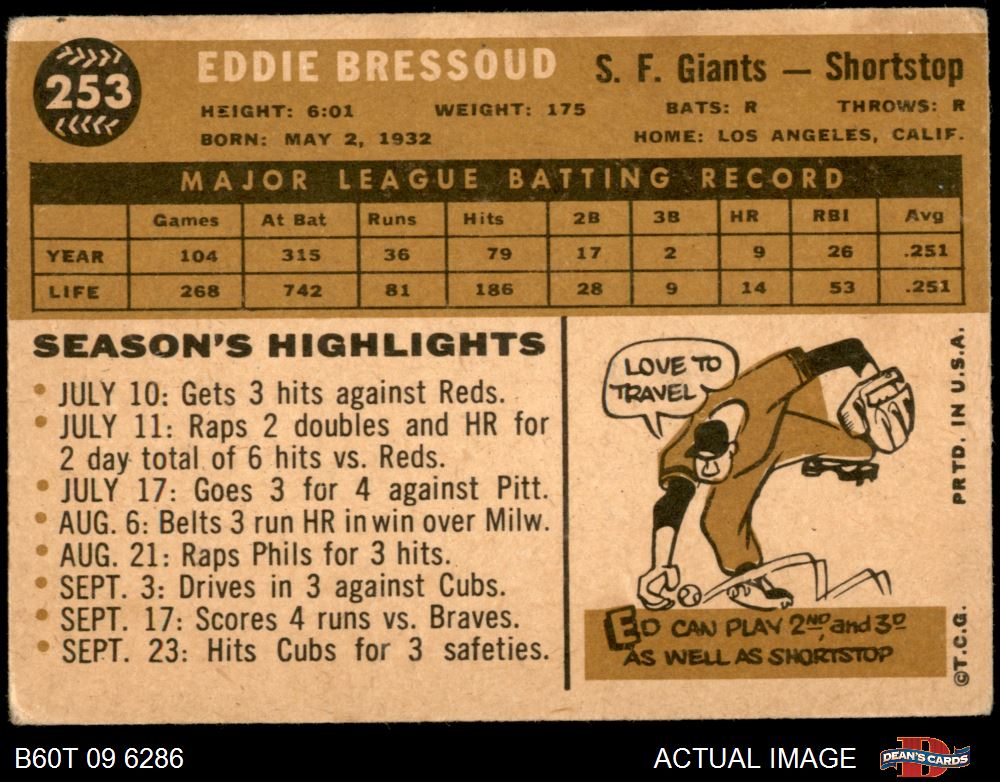 253
EDDIE BRESSOUD
S. F. Giants — Shortstop
HEIGHT: 6:01 WEIGHT: 175 BATS: R THROWS: R
BORN: MAY 2, 1932 HOME: LOS ANGELES, CALIF.
MAJOR LEAGUE BATTING RECORD
Games At Bat Runs Hits 2B 3B HR RBI Avg
YEAR 104 315 36 79 17 2 9 26 .251
LIFE 268 742 81 186 28 9 14 53 .251
SEASON'S HIGHLIGHTS
• JULY 10: Gets 3 hits against Reds.
• JULY 11: Raps 2 doubles and HR for
2 day total of 6 hits vs. Reds.
• JULY 17: Goes 3 for 4 against Pitt.
• AUG. 6: Belts 3 run HR in win over Milw.
• AUG. 21: Raps Phils for 3 hits.
• SEPT. 3: Drives in 3 against Cubs.
• SEPT. 17: Scores 4 runs vs. Braves.
• SEPT. 23: Hits Cubs for 3 safeties.
LOVE TO
TRAVEL
ED CAN PLAY 2ND, and 3D
AS WELL AS SHORTSTOP
PRTD. IN U.S.A.
©T.C.G.
B60T 09 6286
ACTUAL IMAGE
DEAN'S CARDS